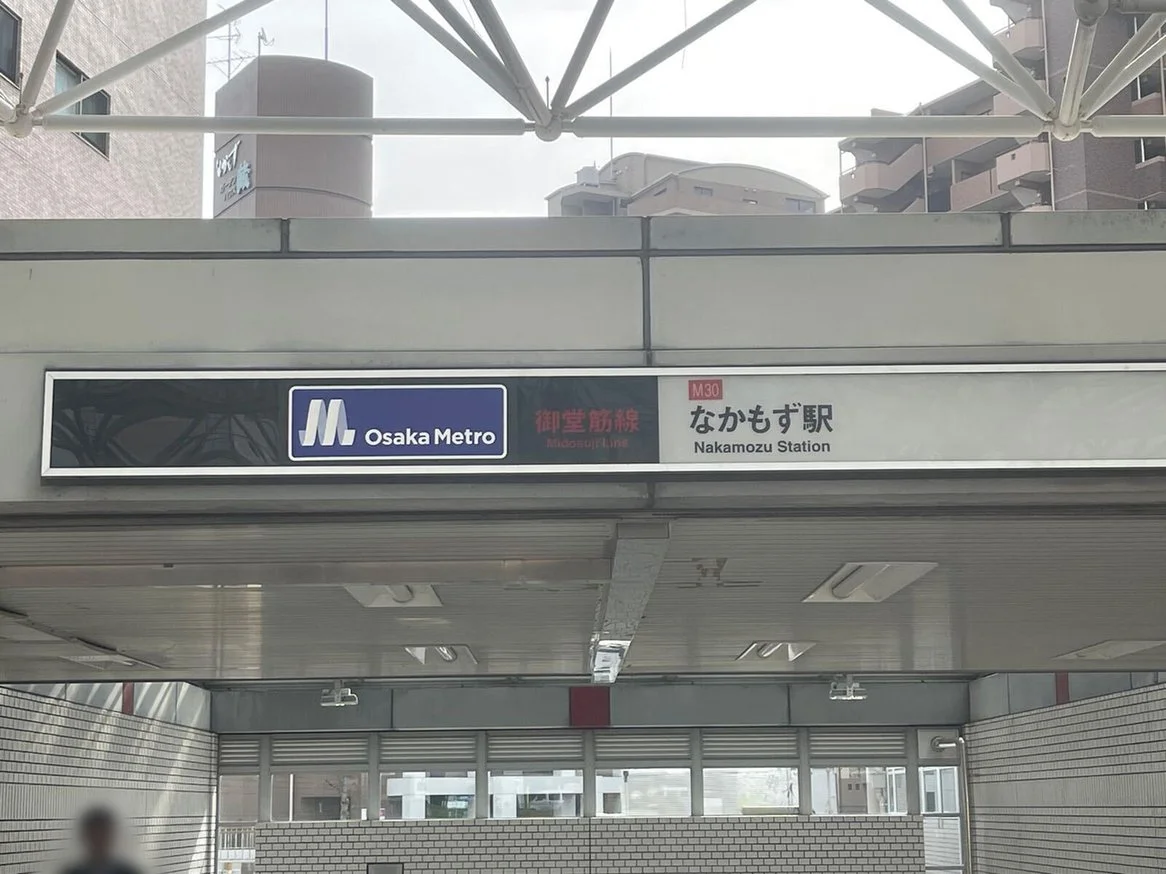 Osaka Metro
御堂筋線
Midosuji Line
M30
なかもず駅
Nakamozu Station